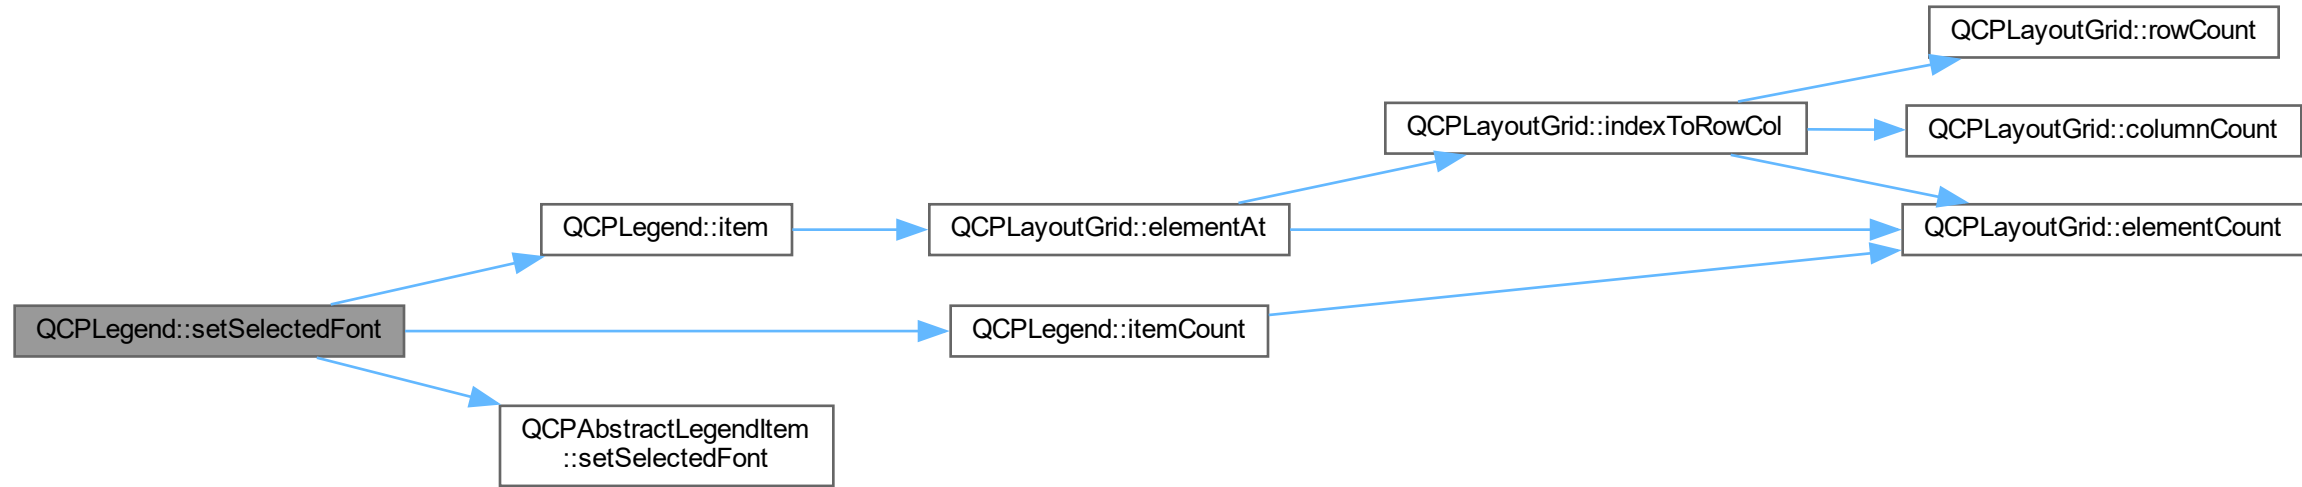 QCPLayoutGrid::rowCount
QCPLayoutGrid::indexToRowCol
QCPLayoutGrid::columnCount
QCPLegend::item
QCPLayoutGrid::elementAt
QCPLayoutGrid::elementCount
QCPLegend::setSelectedFont
QCPLegend::itemCount
QCPAbstractLegendItem
::setSelectedFont